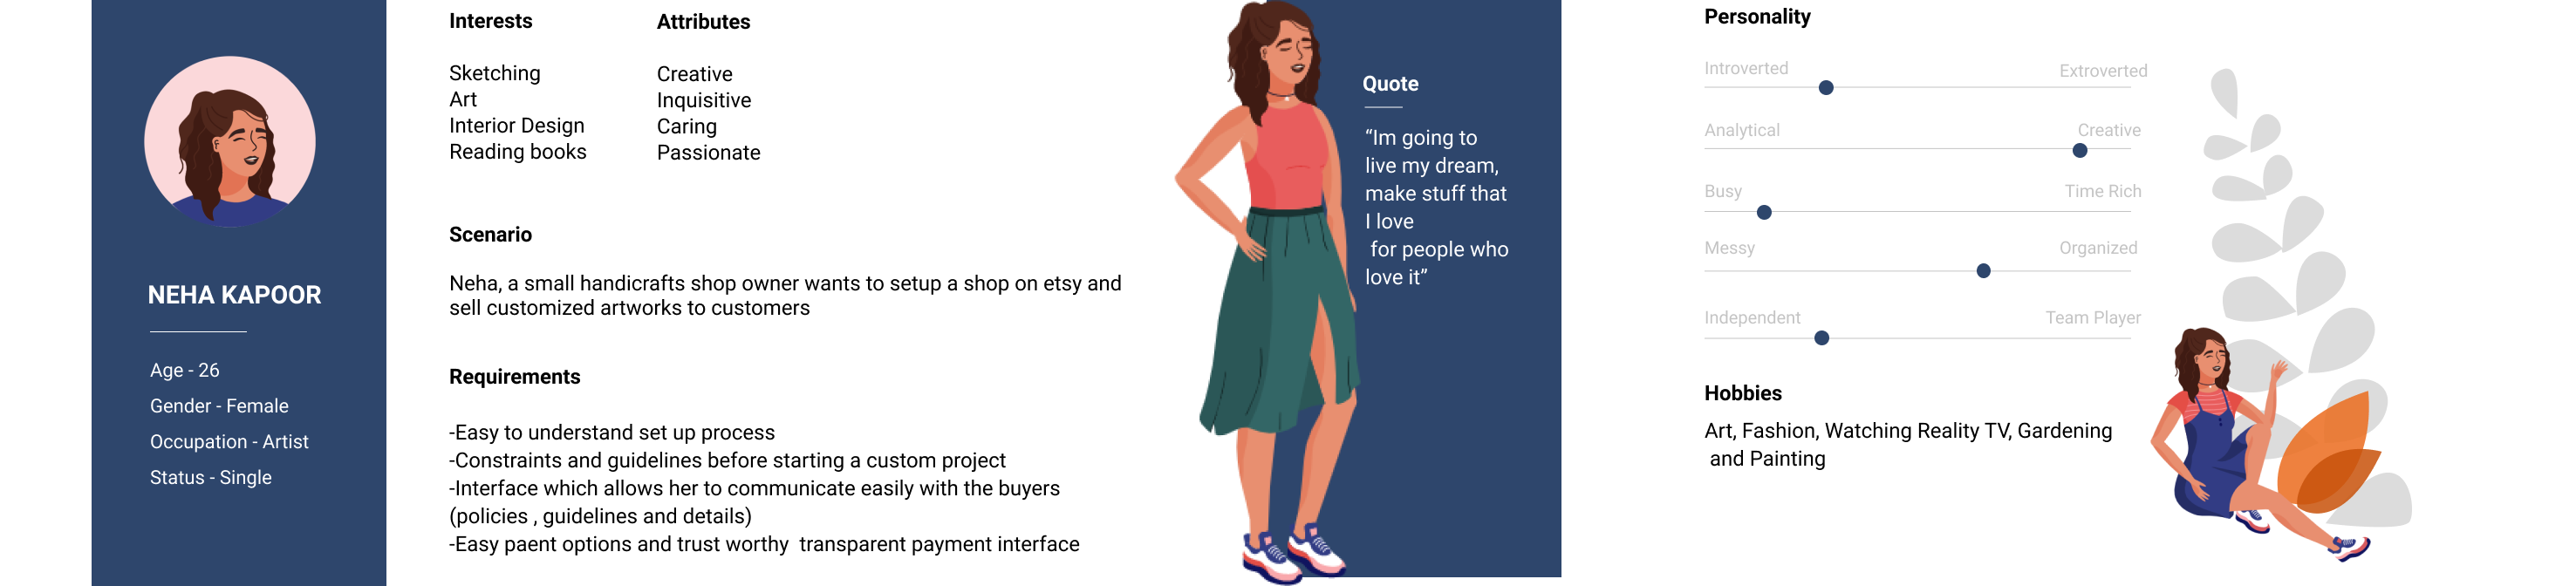 NEHA KAPOOR
Age - 26
Gender - Female
Occupation - Artist
Status - Single
Interests
Sketching
Art
Interior Design
Reading books
Attributes
Creative
Inquisitive
Caring
Passionate
Scenario
Neha, a small handicrafts shop owner wants to setup a shop on etsy and
sell customized artworks to customers
Requirements
-Easy to understand set up process
-Constraints and guidelines before starting a custom project
-Interface which allows her to communicate easily with the buyers
(policies , guidelines and details)
-Easy paent options and trust worthy  transparent payment interface
Quote
“Im going to
live my dream,
make stuff that
I love
for people who
love it”
Personality
Introverted Extroverted
Analytical Creative
Busy Time Rich
Messy Organized
Independent Team Player
Hobbies
Art, Fashion, Watching Reality TV, Gardening
and Painting